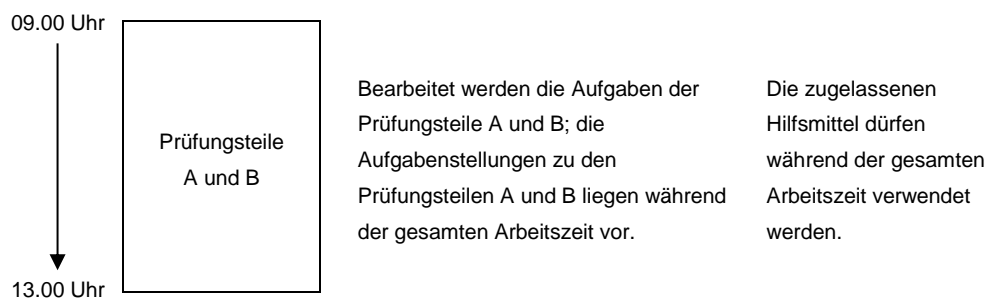 09.00 Uhr
Prüfungsteile
A und B
13.00 Uhr
Bearbeitet werden die Aufgaben der
Prüfungsteile A und B; die
Aufgabenstellungen zu den
Prüfungsteilen A und B liegen während
der gesamten Arbeitszeit vor.
Die zugelassenen
Hilfsmittel dürfen
während der gesamten
Arbeitszeit verwendet
werden.